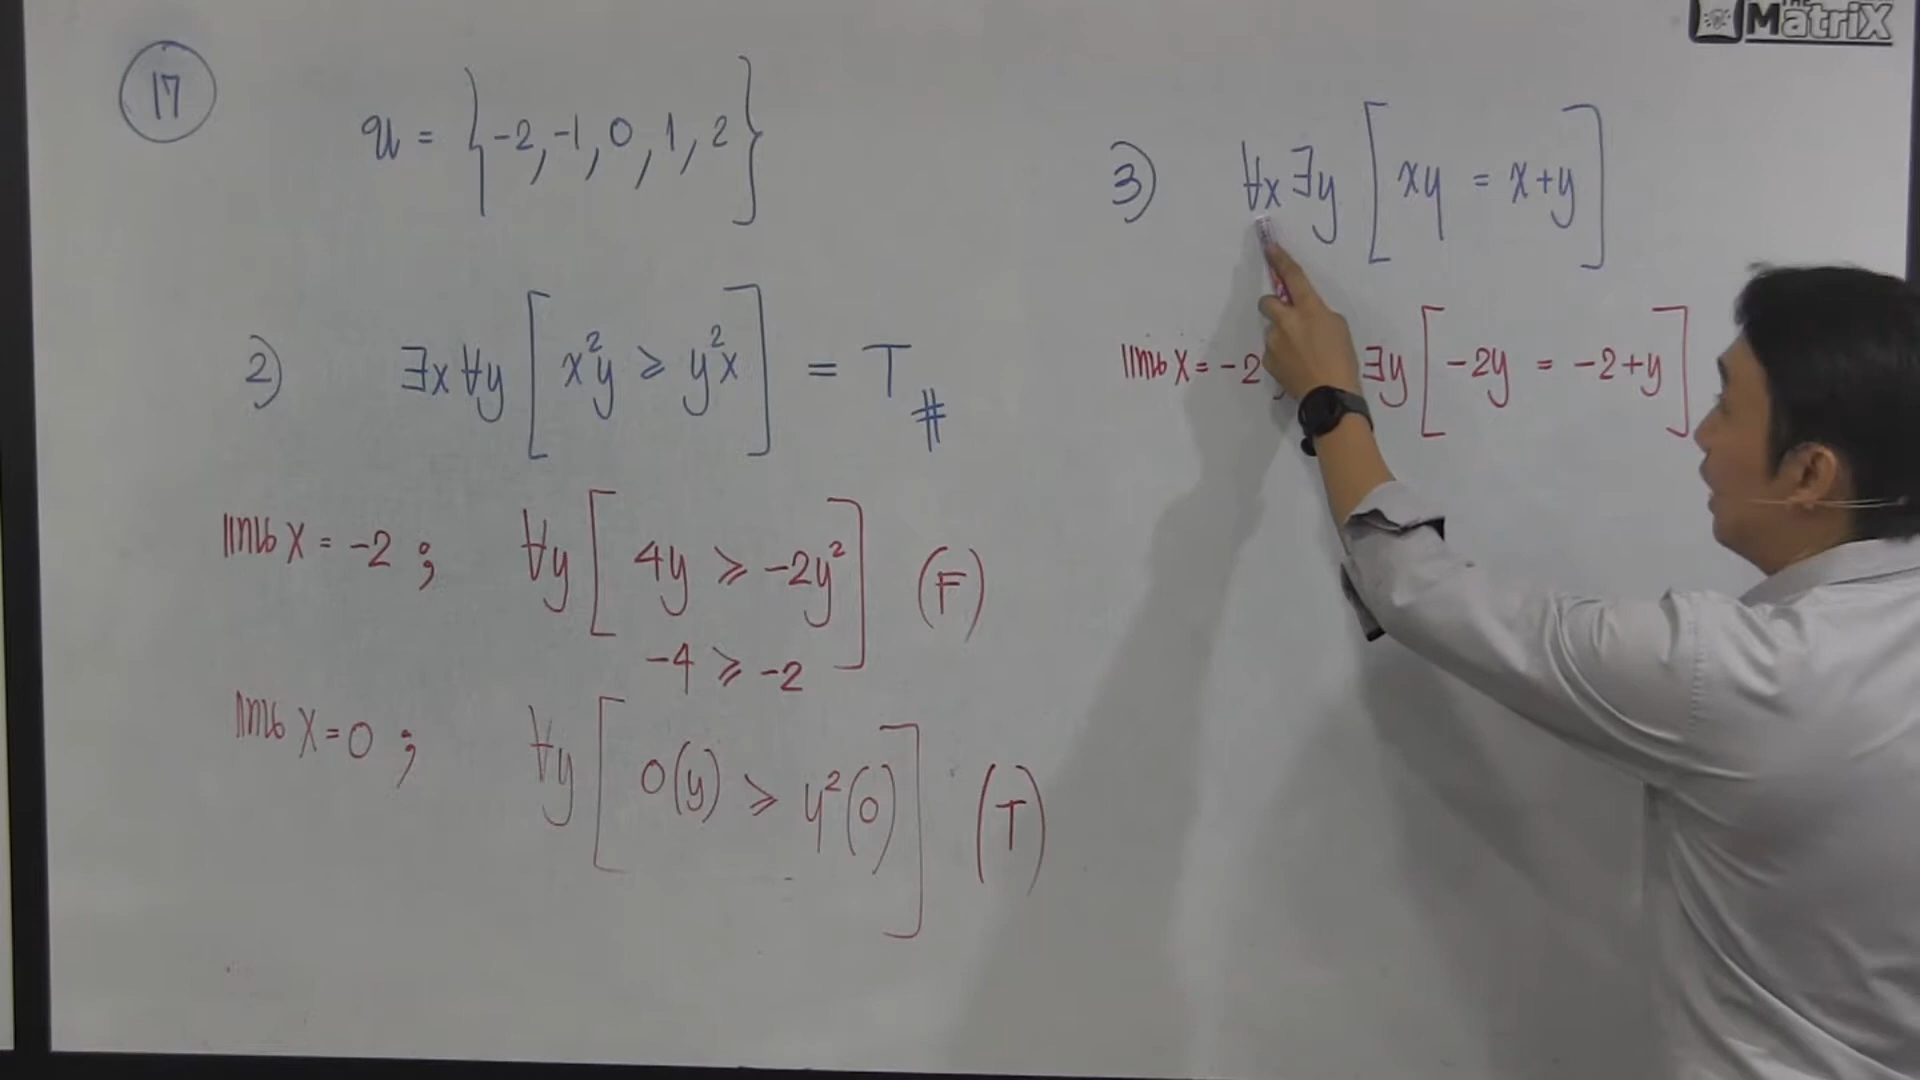 THE
MatriX
17
𝒰 = {-2, -1, 0, 1, 2}
2) ∃x∀y [x²y ⩾ y²x] = T #
แทน x = -2 ; ∀y [4y ⩾ -2y²] (F)
-4 ⩾ -2
แทน x = 0 ; ∀y [0(y) ⩾ y²(0)] (T)
3) ∀x∃y [xy = x+y]
แทน x = -2 ; ∃y [-2y = -2+y]